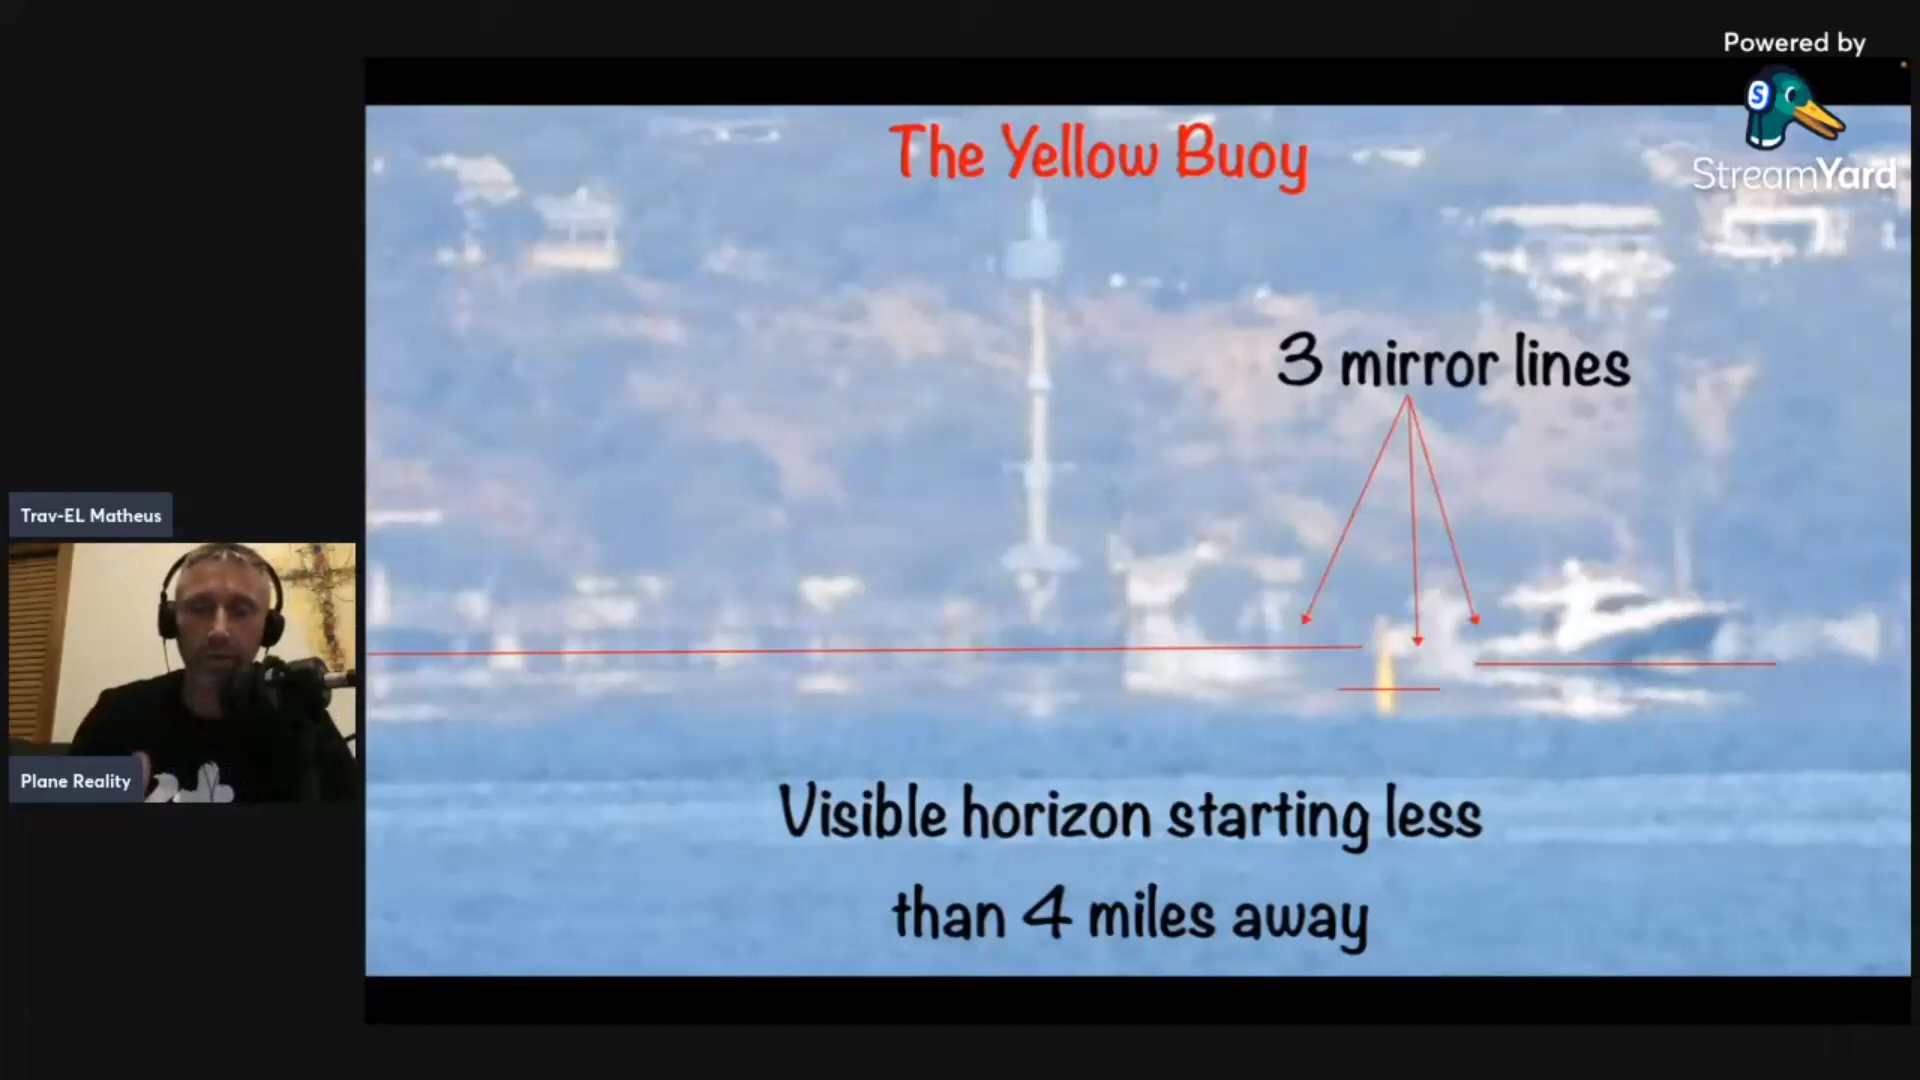 Powered by
StreamYard
The Yellow Buoy
3 mirror lines
Trav-EL Matheus
Plane Reality
Visible horizon starting less
than 4 miles away